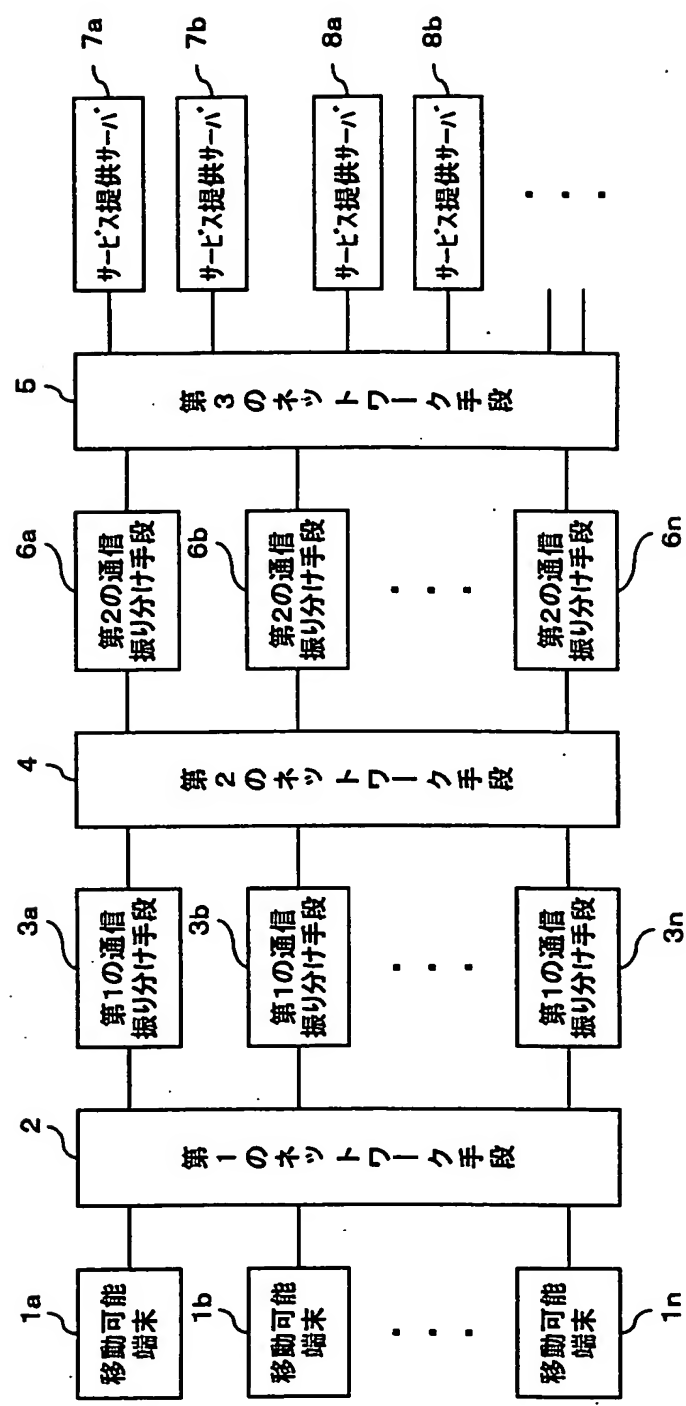 1a
移動可能
端末
1b
移動可能
端末
1n
移動可能
端末
2
第1のネットワーク手段
3a
第1の通信
振り分け手段
3b
第1の通信
振り分け手段
3n
第1の通信
振り分け手段
4
第2のネットワーク手段
6a
第2の通信
振り分け手段
6b
第2の通信
振り分け手段
6n
第2の通信
振り分け手段
5
第3のネットワーク手段
7a
サービス提供サーバ
7b
サービス提供サーバ
8a
サービス提供サーバ
8b
サービス提供サーバ